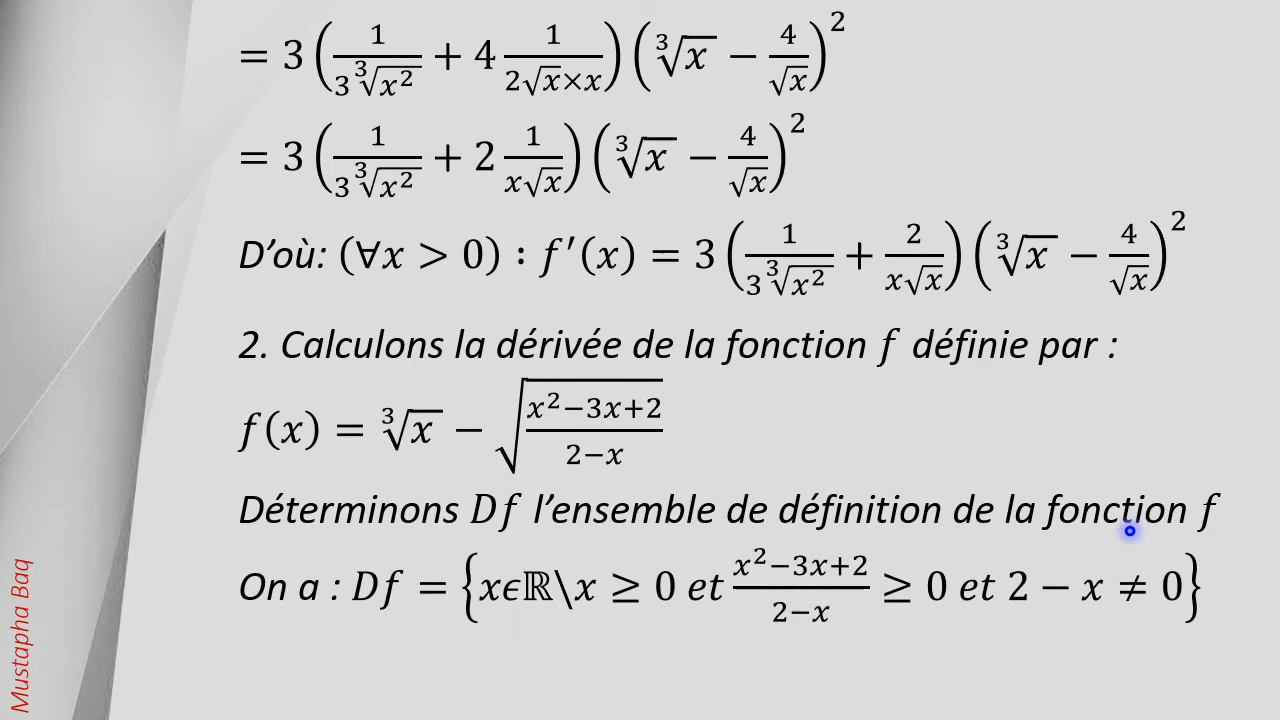 = 3 (1/(3∛x²) + 4 1/(2√x×x)) (∛x − 4/√x)²
= 3 (1/(3∛x²) + 2 1/(x√x)) (∛x − 4/√x)²
D'où: (∀x > 0) : f′(x) = 3 (1/(3∛x²) + 2/(x√x)) (∛x − 4/√x)²
2. Calculons la dérivée de la fonction f définie par :
f(x) = ∛x − √((x²−3x+2)/(2−x))
Déterminons Df l'ensemble de définition de la fonction f
On a : Df = {xϵℝ\x ≥ 0 et (x²−3x+2)/(2−x) ≥ 0 et 2 − x ≠ 0}
Mustapha Baq